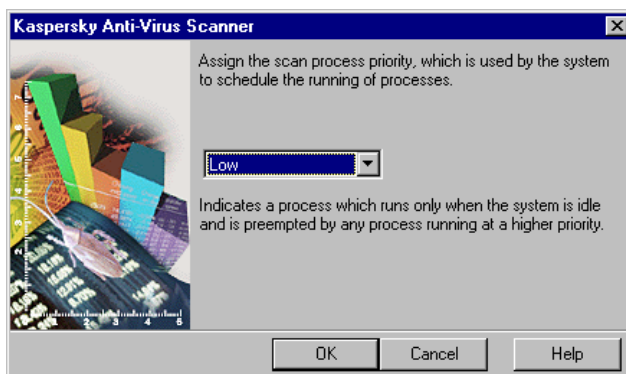 Kaspersky Anti-Virus Scanner
Assign the scan process priority, which is used by the system
to schedule the running of processes.
Low
Indicates a process which runs only when the system is idle
and is preempted by any process running at a higher priority.
OK
Cancel
Help